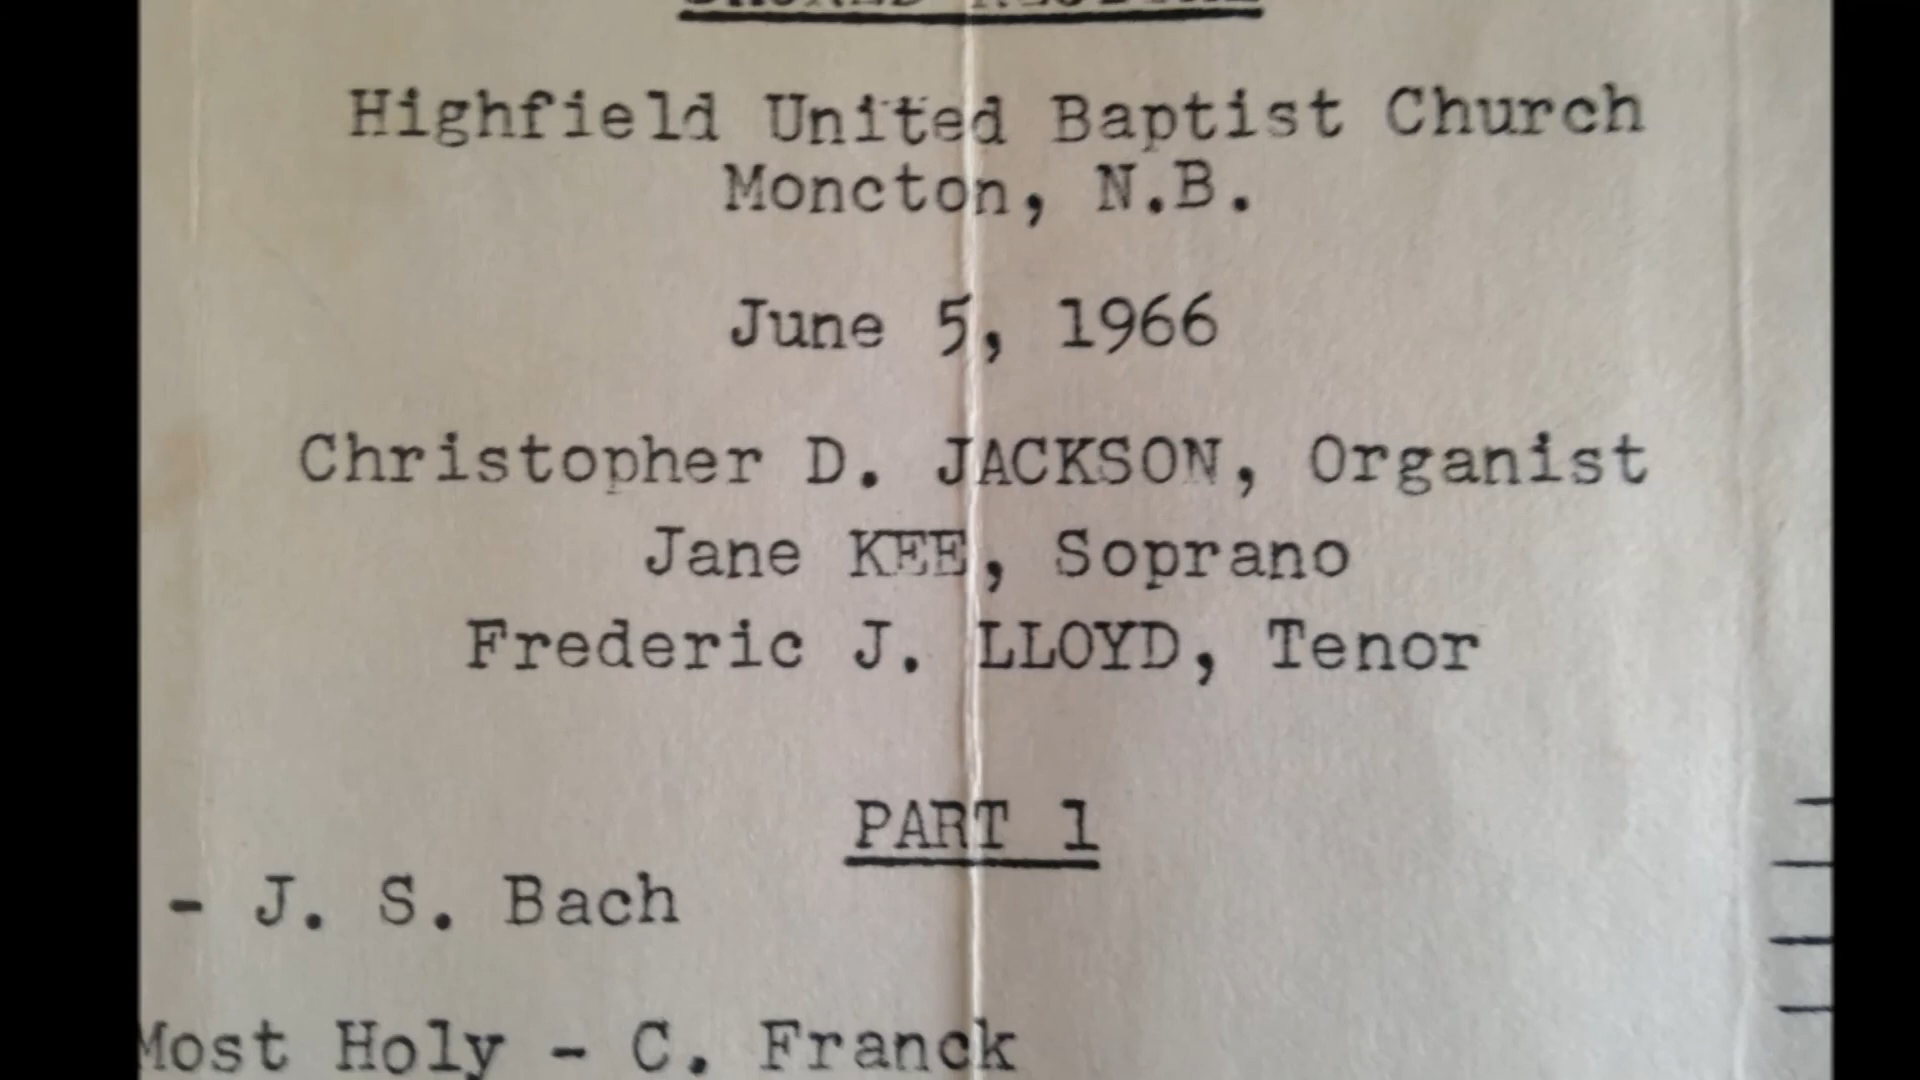 Highfield United Baptist Church
Moncton, N.B.
June 5, 1966
Christopher D. JACKSON, Organist
Jane KEE, Soprano
Frederic J. LLOYD, Tenor
PART 1
- J. S. Bach
Most Holy - C. Franck